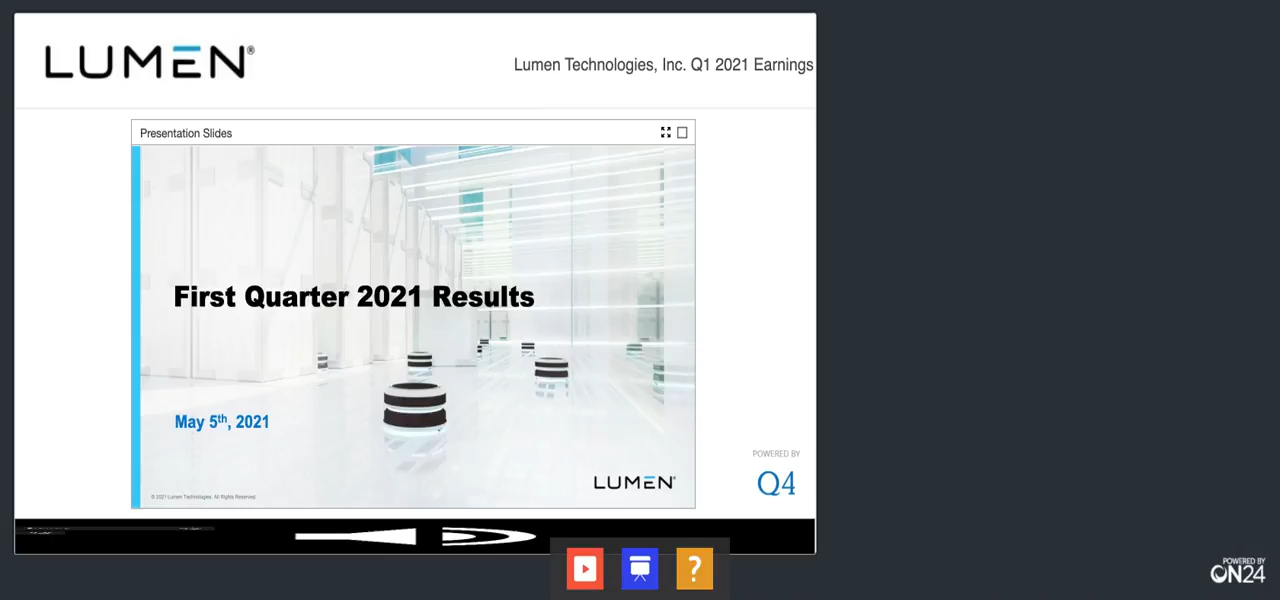 LUMEN®
Lumen Technologies, Inc. Q1 2021 Earnings
Presentation Slides
First Quarter 2021 Results
May 5th, 2021
LUMEN®
© 2021 Lumen Technologies. All Rights Reserved.
POWERED BY
Q4
?
POWERED BY
ON24